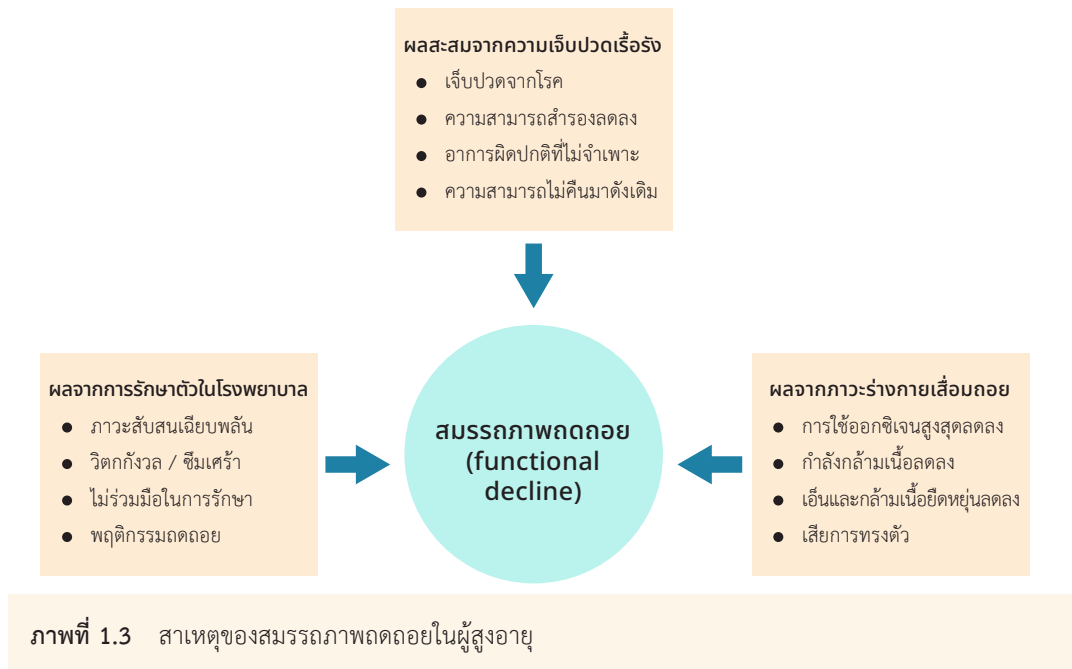 ผลสะสมจากความเจ็บปวดเรื้อรัง
● เจ็บปวดจากโรค
● ความสามารถสำรองลดลง
● อาการผิดปกติที่ไม่จำเพาะ
● ความสามารถไม่คืนมาดังเดิม
ผลจากการรักษาตัวในโรงพยาบาล
● ภาวะสับสนเฉียบพลัน
● วิตกกังวล / ซึมเศร้า
● ไม่ร่วมมือในการรักษา
● พฤติกรรมถดถอย
สมรรถภาพถดถอย
(functional
decline)
ผลจากภาวะร่างกายเสื่อมถอย
● การใช้ออกซิเจนสูงสุดลดลง
● กำลังกล้ามเนื้อลดลง
● เอ็นและกล้ามเนื้อยืดหยุ่นลดลง
● เสียการทรงตัว
ภาพที่ 1.3 สาเหตุของสมรรถภาพถดถอยในผู้สูงอายุ